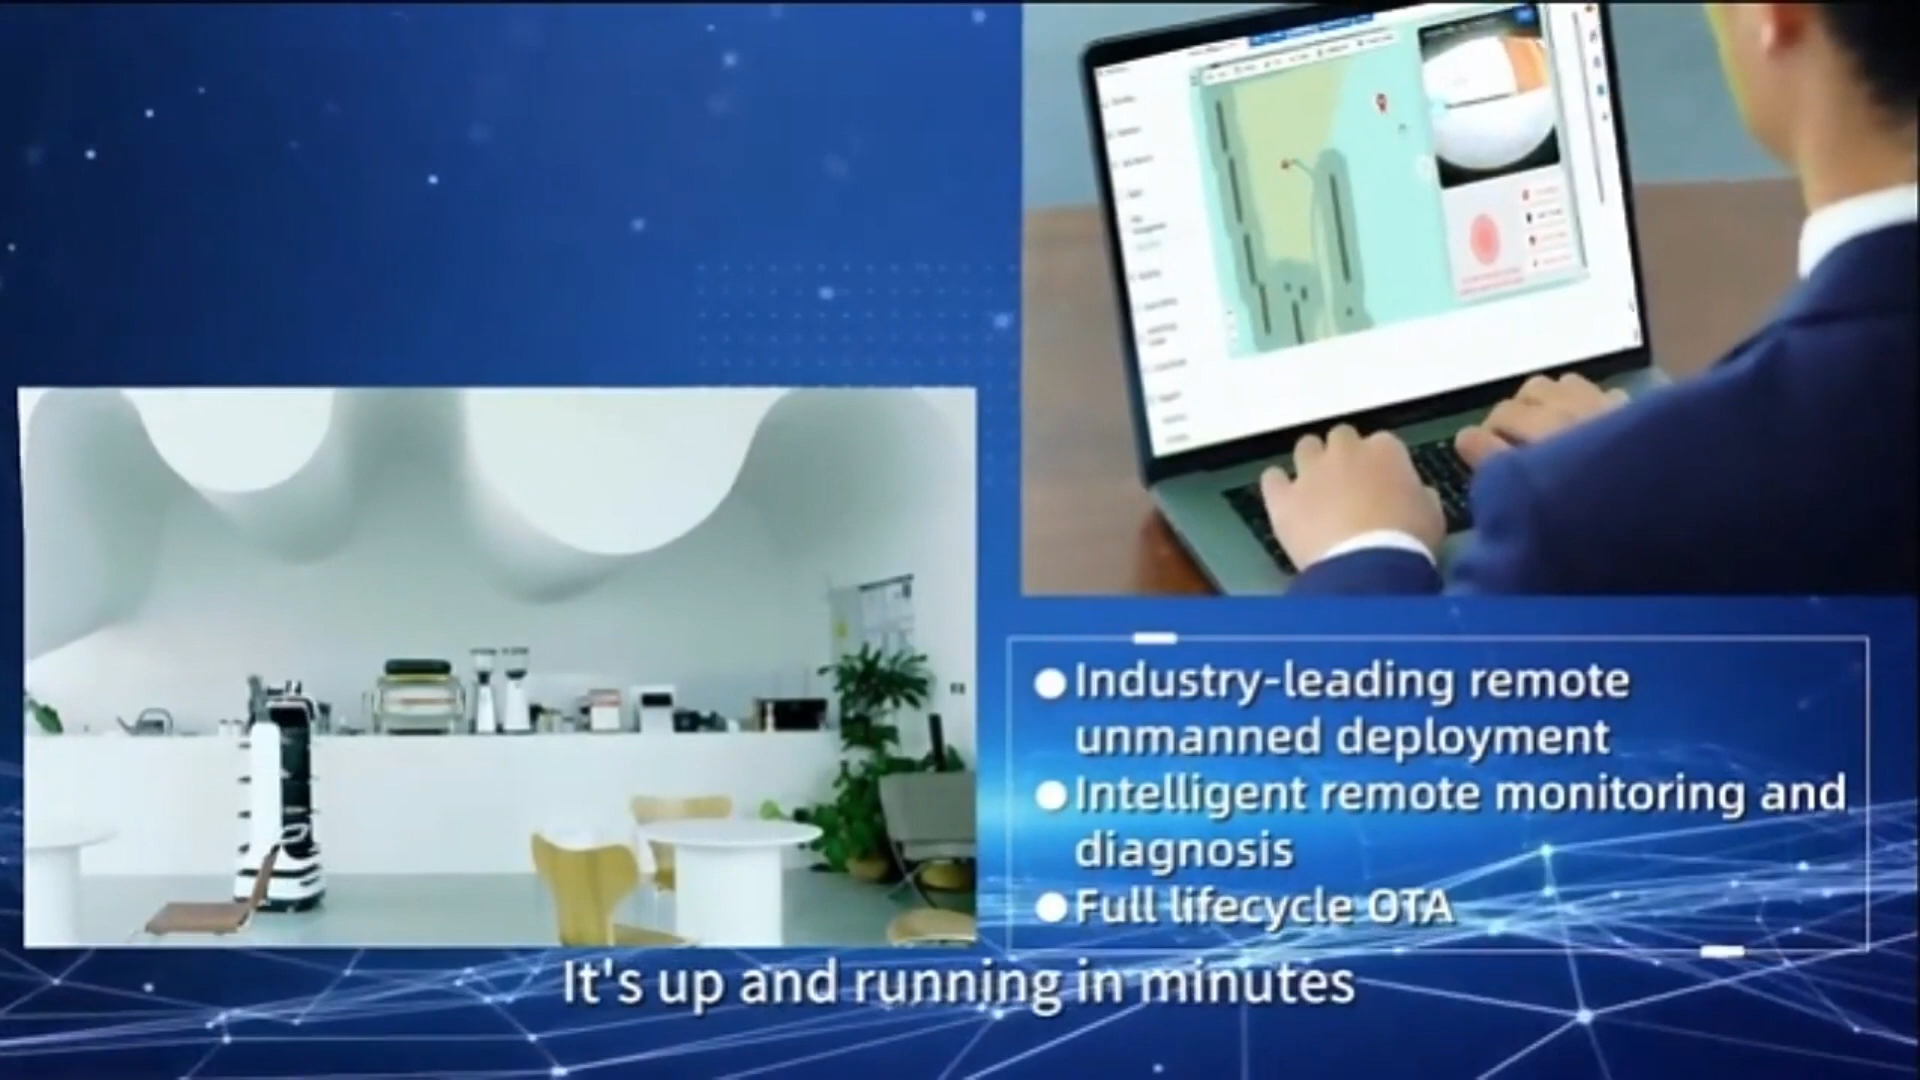 ●Industry-leading remote
unmanned deployment
●Intelligent remote monitoring and
diagnosis
●Full lifecycle OTA
It's up and running in minutes